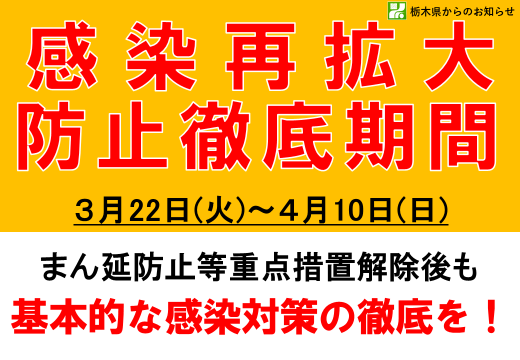 栃木県からのお知らせ
感染再拡大
防止徹底期間
３月22日(火)～４月10日(日)
まん延防止等重点措置解除後も
基本的な感染対策の徹底を！